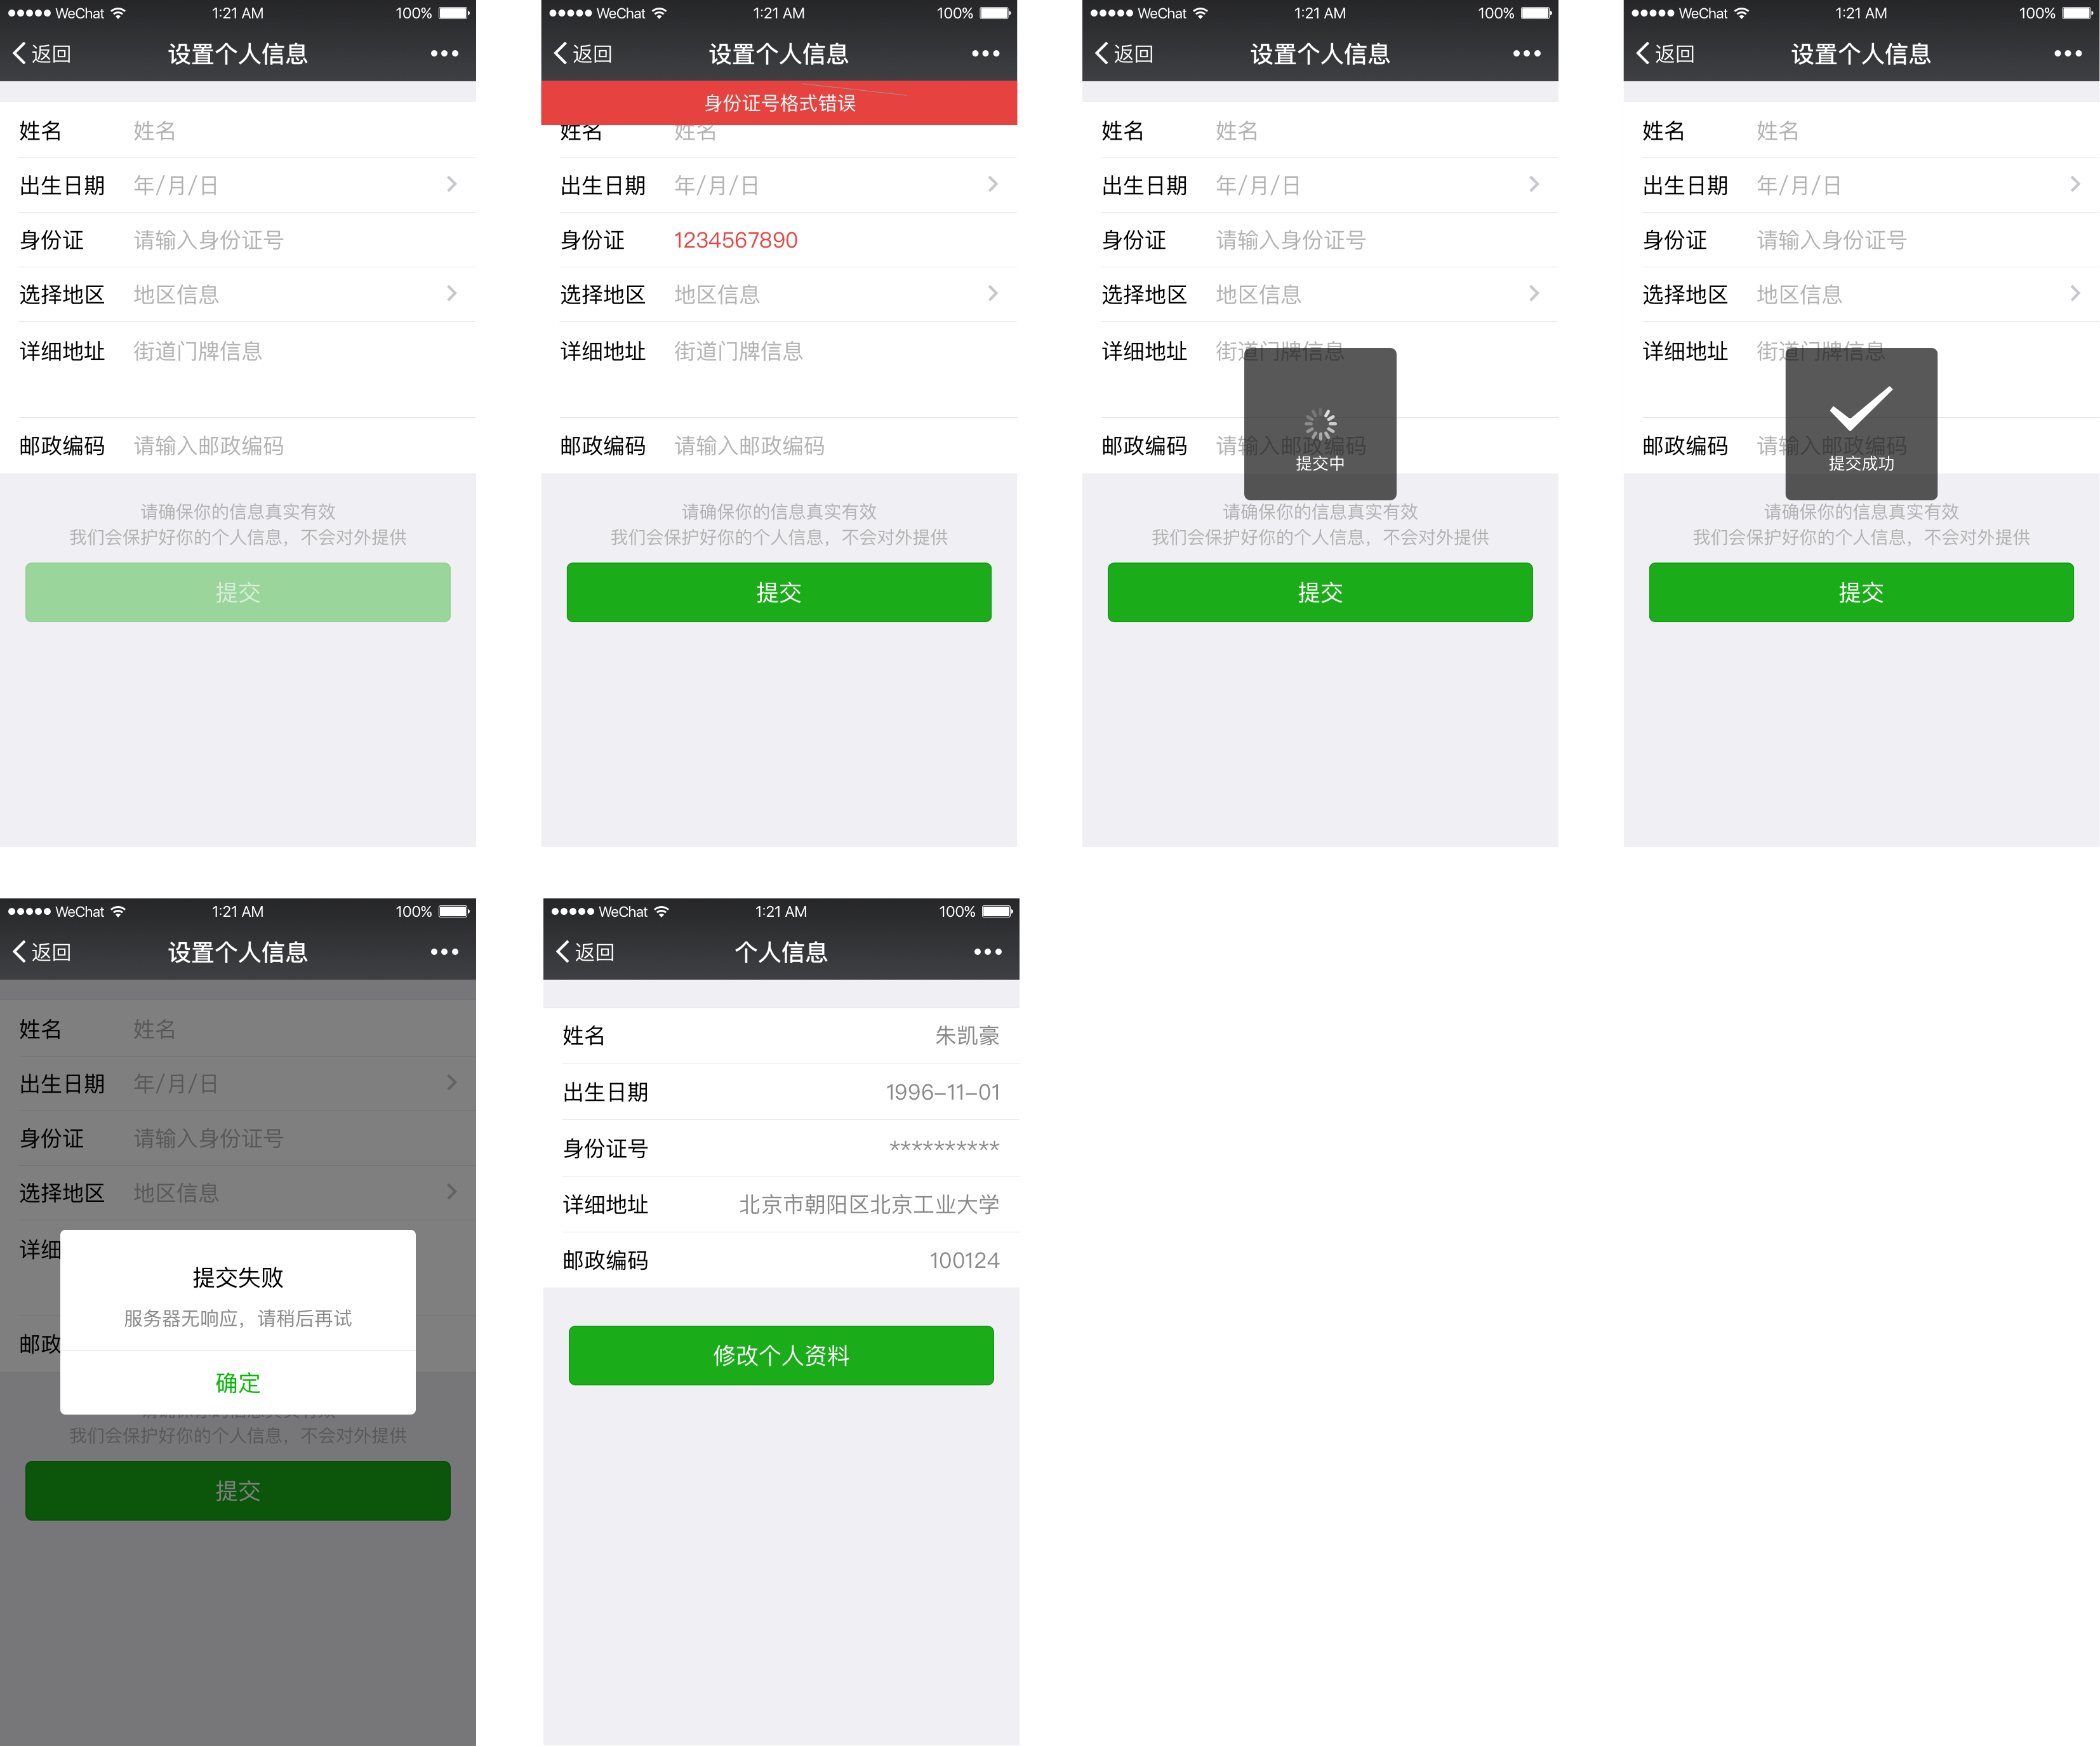 WeChat 1:21 AM 100%
返回 设置个人信息
姓名 姓名
出生日期 年/月/日
身份证 请输入身份证号
选择地区 地区信息
详细地址 街道门牌信息
邮政编码 请输入邮政编码
请确保你的信息真实有效
我们会保护好你的个人信息，不会对外提供
提交
WeChat 1:21 AM 100%
返回 设置个人信息
身份证号格式错误
姓名 姓名
出生日期 年/月/日
身份证 1234567890
选择地区 地区信息
详细地址 街道门牌信息
邮政编码 请输入邮政编码
请确保你的信息真实有效
我们会保护好你的个人信息，不会对外提供
提交
WeChat 1:21 AM 100%
返回 设置个人信息
姓名 姓名
出生日期 年/月/日
身份证 请输入身份证号
选择地区 地区信息
详细地址 街道门牌信息
邮政编码 请输入邮政编码
提交中
请确保你的信息真实有效
我们会保护好你的个人信息，不会对外提供
提交
WeChat 1:21 AM 100%
返回 设置个人信息
姓名 姓名
出生日期 年/月/日
身份证 请输入身份证号
选择地区 地区信息
详细地址 街道门牌信息
邮政编码 请输入邮政编码
提交成功
请确保你的信息真实有效
我们会保护好你的个人信息，不会对外提供
提交
WeChat 1:21 AM 100%
返回 设置个人信息
姓名 姓名
出生日期 年/月/日
身份证 请输入身份证号
选择地区 地区信息
详细
提交失败
服务器无响应，请稍后再试
邮政
确定
我们会保护好你的个人信息，不会对外提供
提交
WeChat 1:21 AM 100%
返回 个人信息
姓名 朱凯豪
出生日期 1996-11-01
身份证号 **********
详细地址 北京市朝阳区北京工业大学
邮政编码 100124
修改个人资料